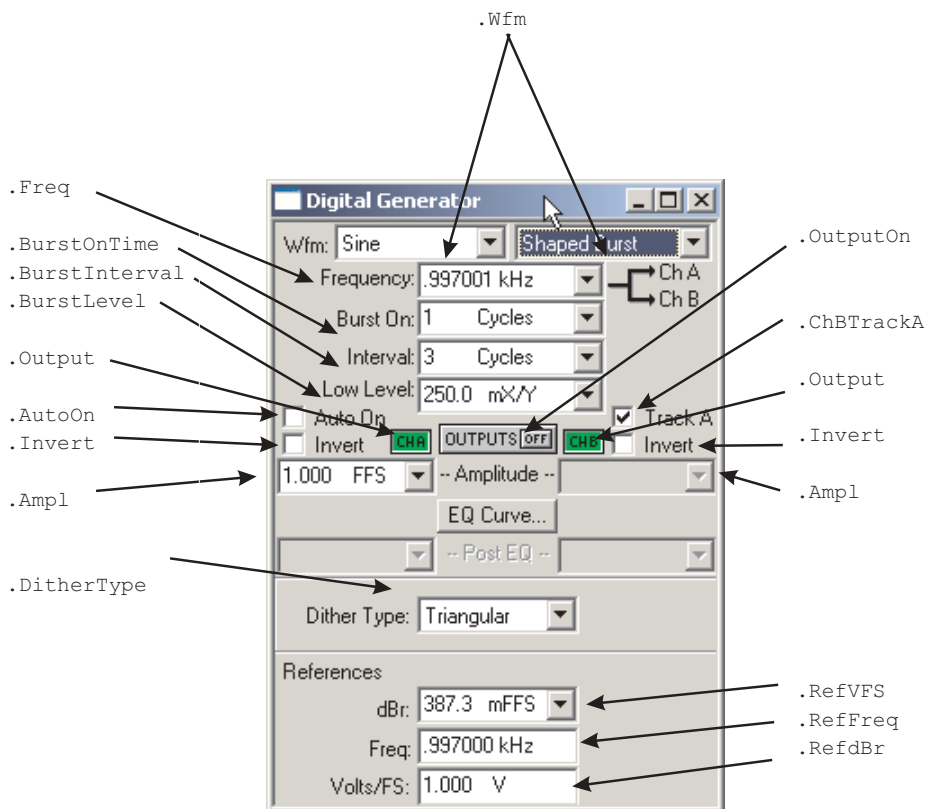 .Wfm
.Freq
Digital Generator
.BurstOnTime
Wfm: Sine Shaped Burst
.OutputOn
.BurstInterval
Frequency: .997001 kHz Ch A
.BurstLevel
Ch B
Burst On: 1 Cycles
.ChBTrackA
.Output
Interval: 3 Cycles
.Output
Low Level: 250.0 mX/Y
.AutoOn
Auto On Track A
.Invert
Invert CHA OUTPUTS OFF CHB Invert
.Invert
1.000 FFS -- Amplitude --
.Ampl
.Ampl
EQ Curve...
-- Post EQ --
.DitherType
Dither Type: Triangular
References
dBr: 387.3 mFFS
.RefVFS
.RefFreq
Freq: .997000 kHz
.RefdBr
Volts/FS: 1.000 V